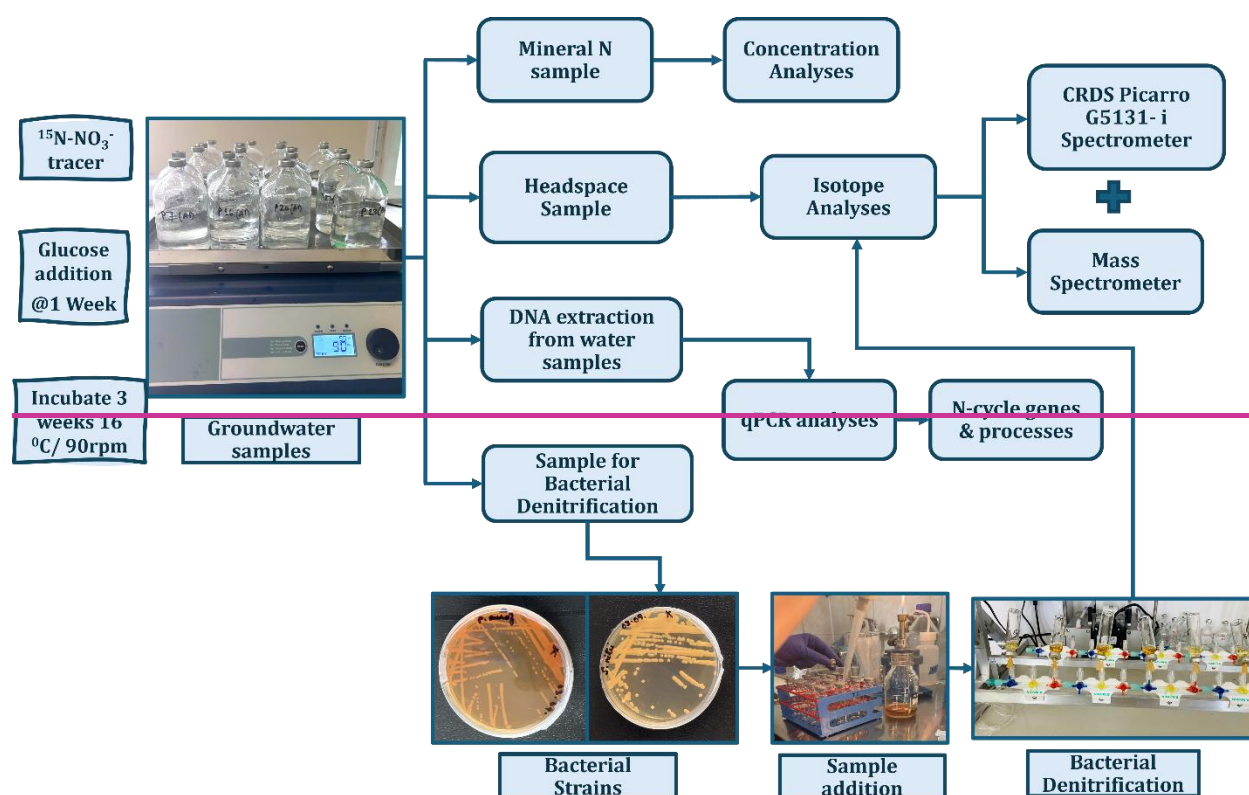 Mineral N
sample
Concentration
Analyses
CRDS Picarro
G5131- i
Spectrometer
¹⁵N-NO₃⁻
tracer
Headspace
Sample
Isotope
Analyses
Glucose
addition
@1 Week
Mass
Spectrometer
DNA extraction
from water
samples
Incubate 3
weeks 16
⁰C/ 90rpm
Groundwater
samples
qPCR analyses
N-cycle genes
& processes
Sample for
Bacterial
Denitrification
Bacterial
Strains
Sample
addition
Bacterial
Denitrification